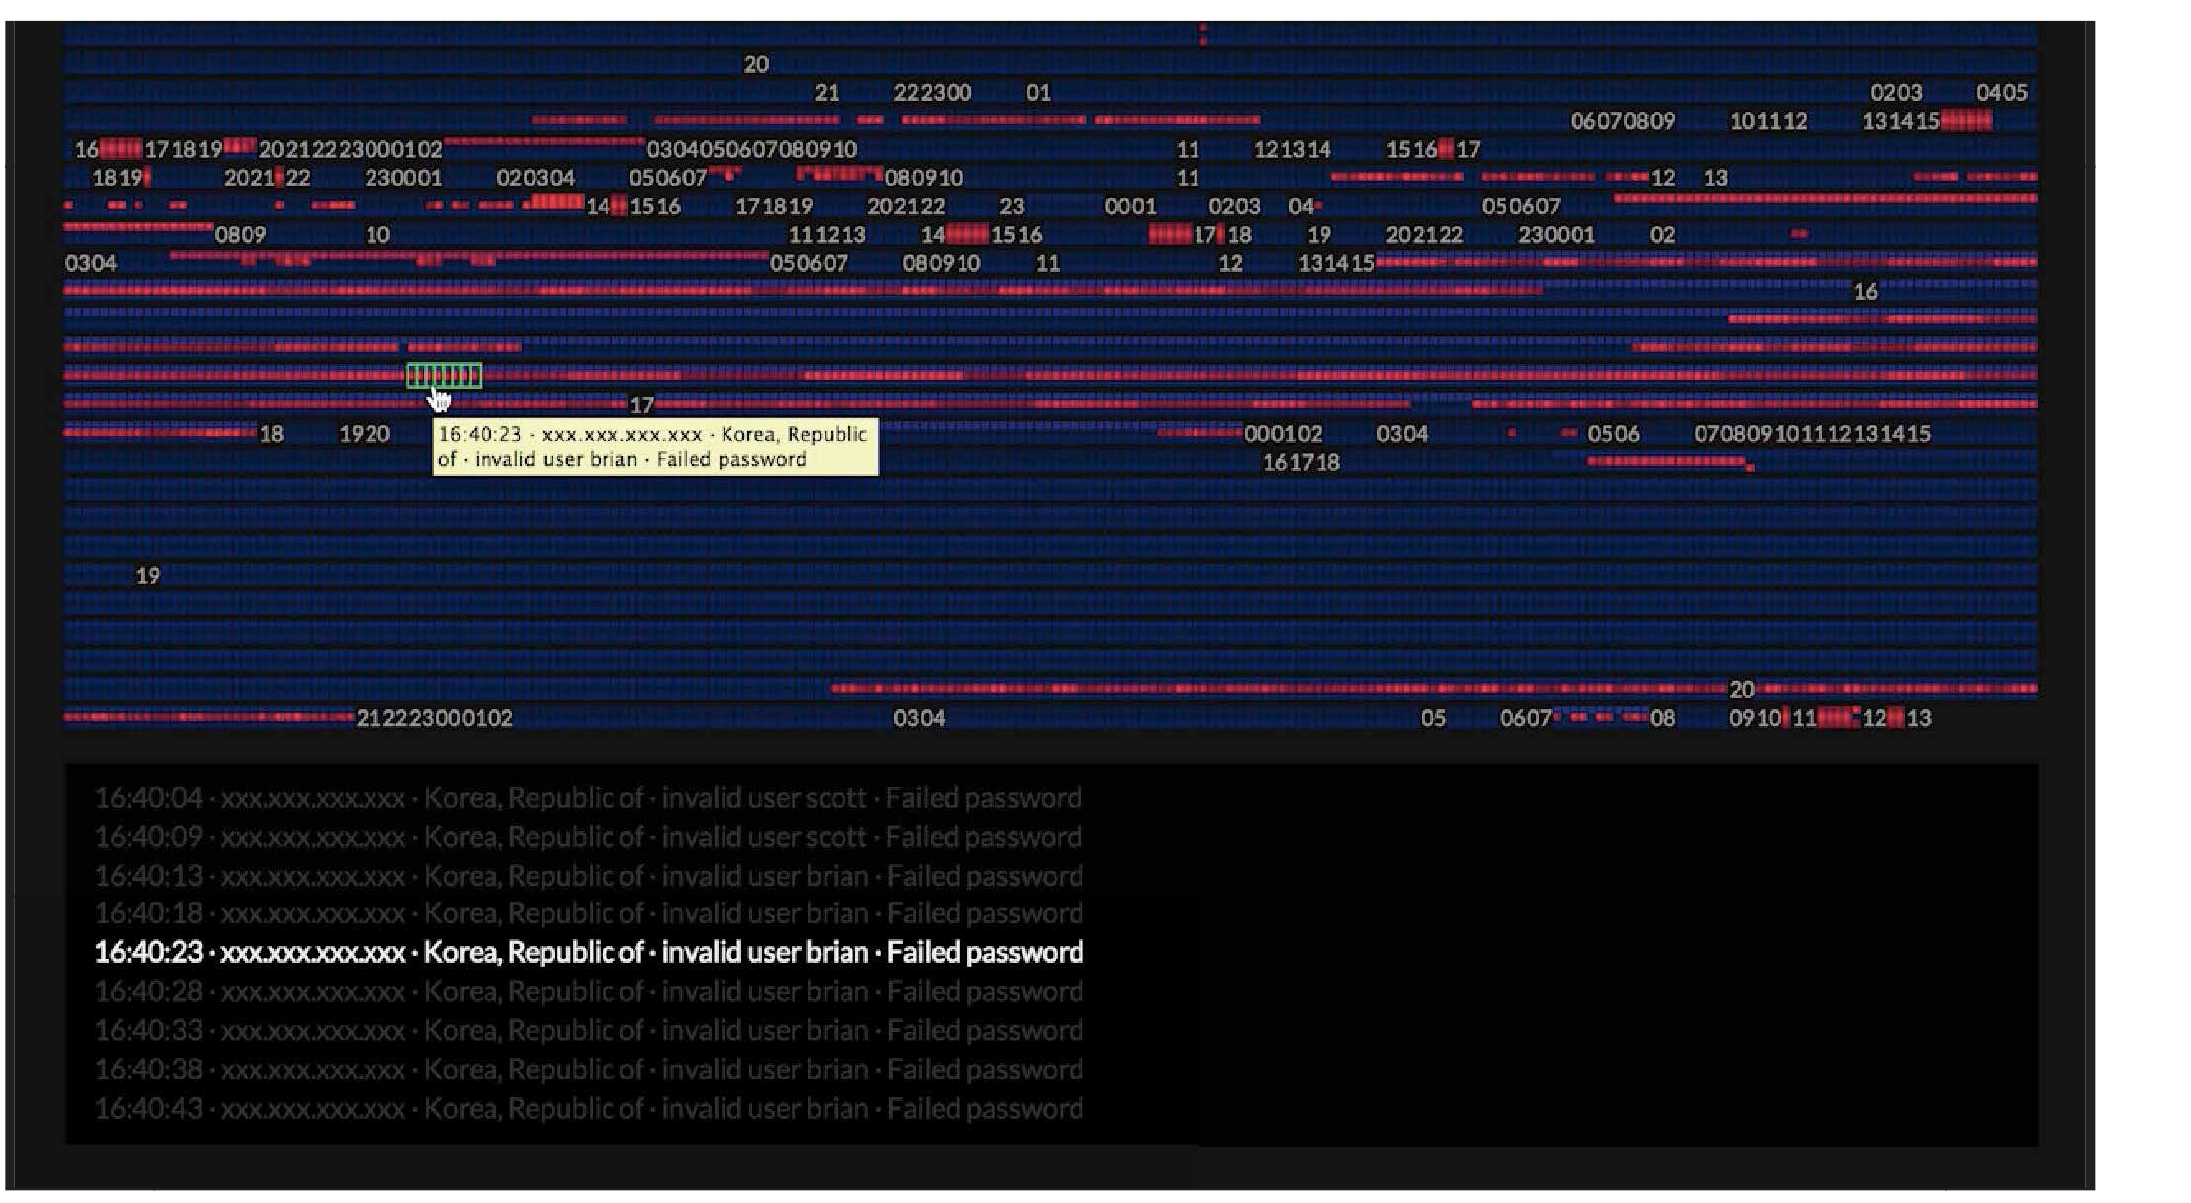 20
21 222300 01 0203 0405
06070809 101112 131415
16 171819 20212223000102 0304050607080910 11 121314 1516 17
1819 2021 22 230001 020304 050607 080910 11 12 13
14 1516 171819 202122 23 0001 0203 04 050607
0809 10 111213 14 1516 17 18 19 202122 230001 02
0304 050607 080910 11 12 131415
16
17
18 1920 000102 0304 0506 070809101112131415
161718
16:40:23 · xxx.xxx.xxx.xxx · Korea, Republic
of · invalid user brian · Failed password
19
20
212223000102 0304 05 0607 08 0910 11 12 13
16:40:04 · xxx.xxx.xxx.xxx · Korea, Republic of · invalid user scott · Failed password
16:40:09 · xxx.xxx.xxx.xxx · Korea, Republic of · invalid user scott · Failed password
16:40:13 · xxx.xxx.xxx.xxx · Korea, Republic of · invalid user brian · Failed password
16:40:18 · xxx.xxx.xxx.xxx · Korea, Republic of · invalid user brian · Failed password
16:40:23 · xxx.xxx.xxx.xxx · Korea, Republic of · invalid user brian · Failed password
16:40:28 · xxx.xxx.xxx.xxx · Korea, Republic of · invalid user brian · Failed password
16:40:33 · xxx.xxx.xxx.xxx · Korea, Republic of · invalid user brian · Failed password
16:40:38 · xxx.xxx.xxx.xxx · Korea, Republic of · invalid user brian · Failed password
16:40:43 · xxx.xxx.xxx.xxx · Korea, Republic of · invalid user brian · Failed password